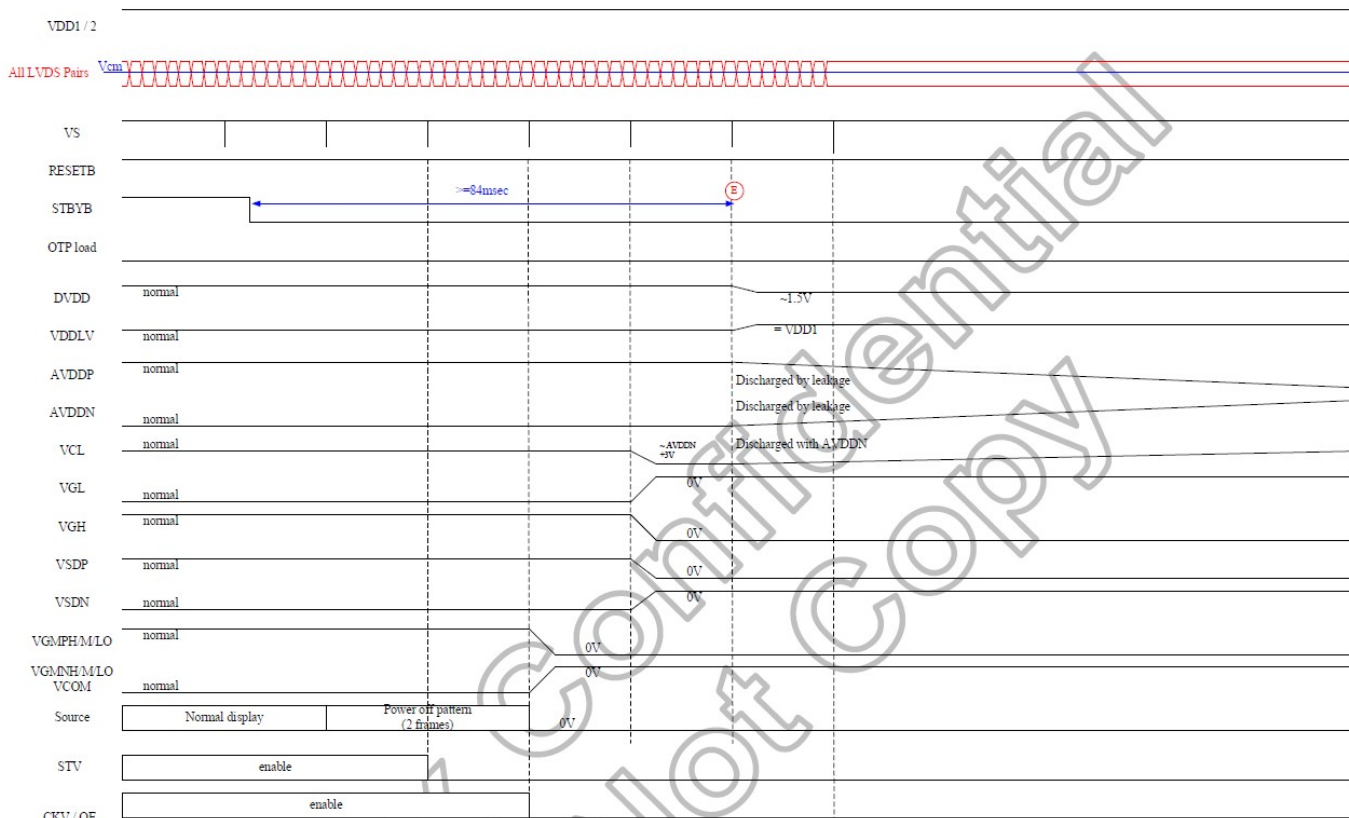 VDD1 / 2
All LVDS Pairs
Vcm
VS
RESETB
>=84msec
E
STBYB
OTP load
DVDD
normal
~1.5V
VDDLV
normal
= VDD1
AVDDP
normal
Discharged by leakage
AVDDN
normal
Discharged by leakage
VCL
normal
~AVDDN
+3V
Discharged with AVDDN
VGL
normal
0V
VGH
normal
0V
VSDP
normal
0V
VSDN
normal
0V
VGMPH/M/LO
normal
0V
VGMNH/M/LO
VCOM
normal
0V
Source
Normal display
Power off pattern
(2 frames)
0V
STV
enable
CKV / OE
enable
Confidential
Not Copy